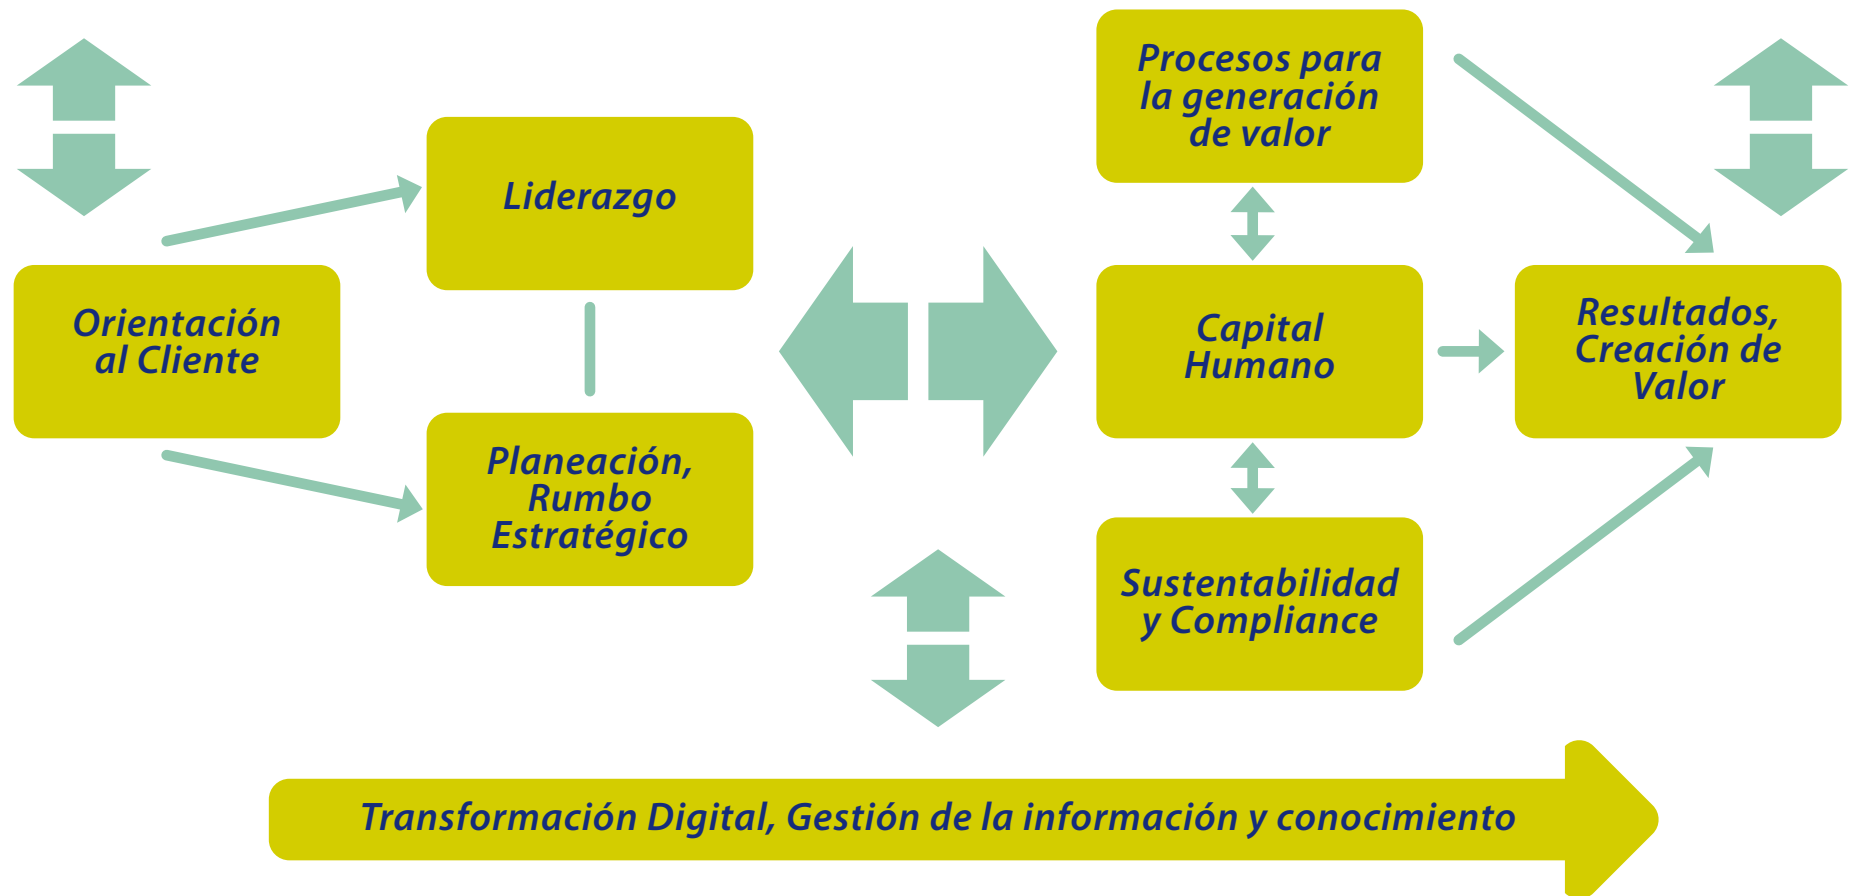 Orientación
al Cliente
Liderazgo
Planeación,
Rumbo
Estratégico
Procesos para
la generación
de valor
Capital
Humano
Sustentabilidad
y Compliance
Resultados,
Creación de
Valor
Transformación Digital, Gestión de la información y conocimiento